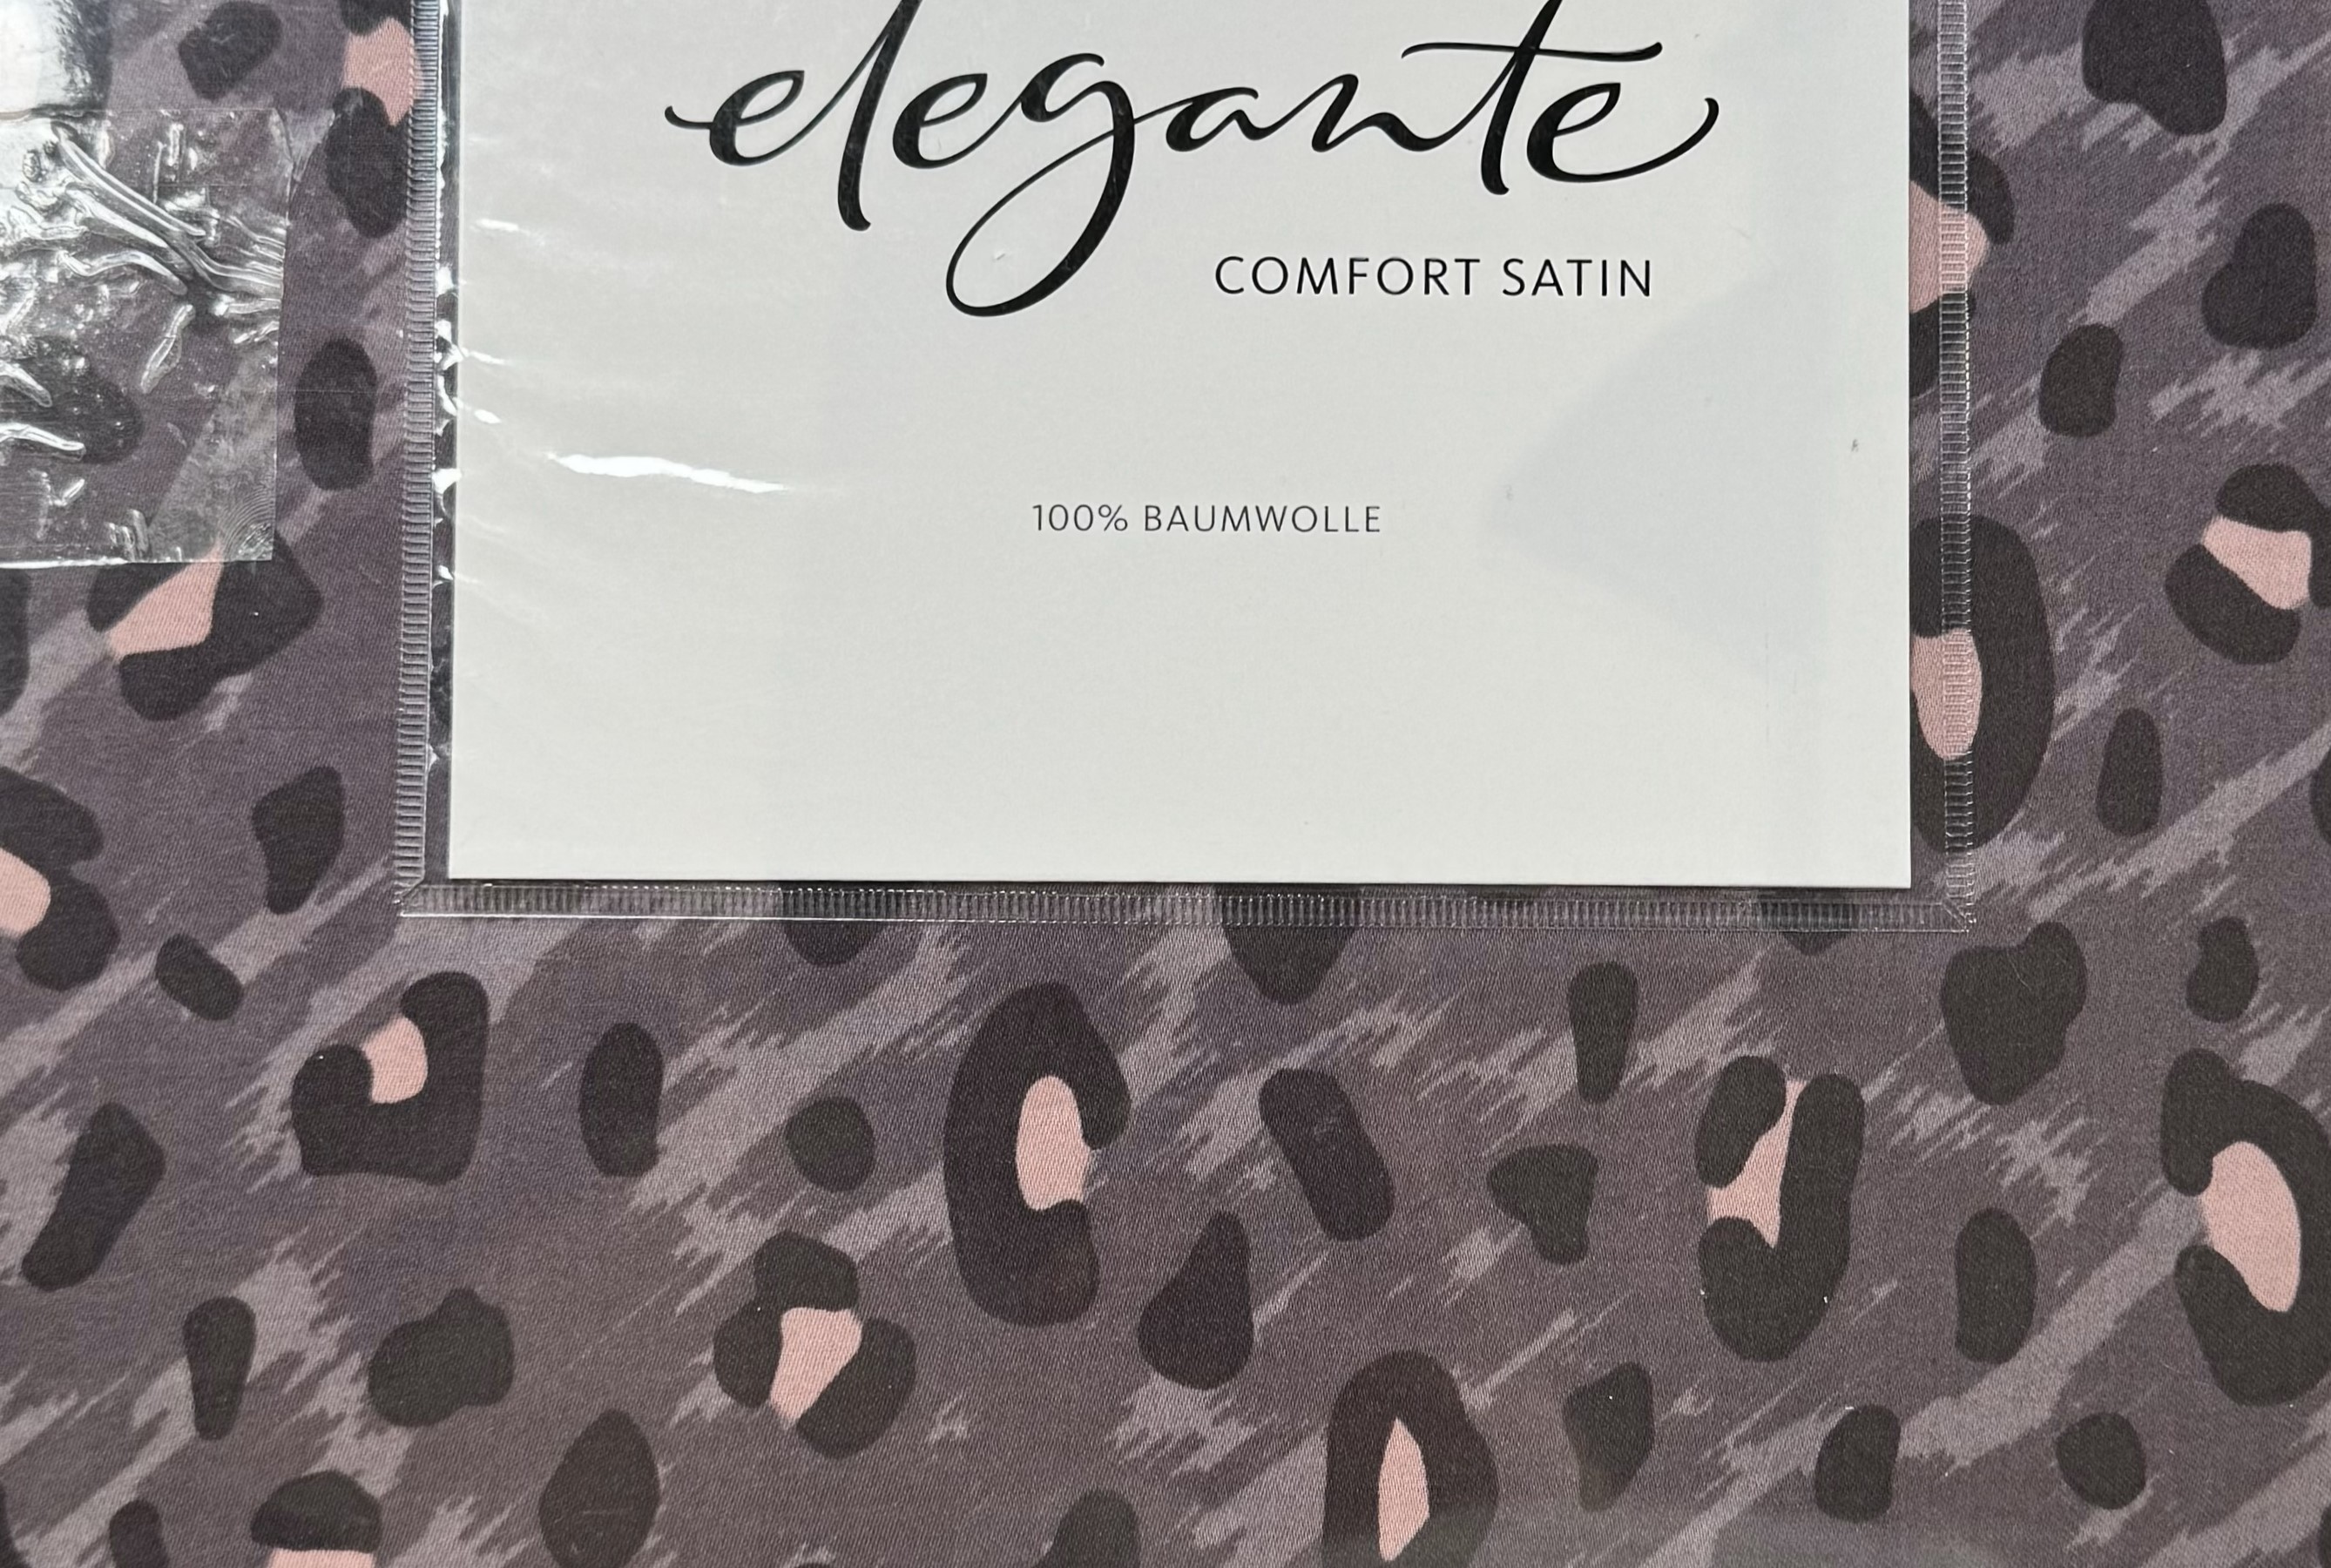 elegante
COMFORT SATIN
100% BAUMWOLLE